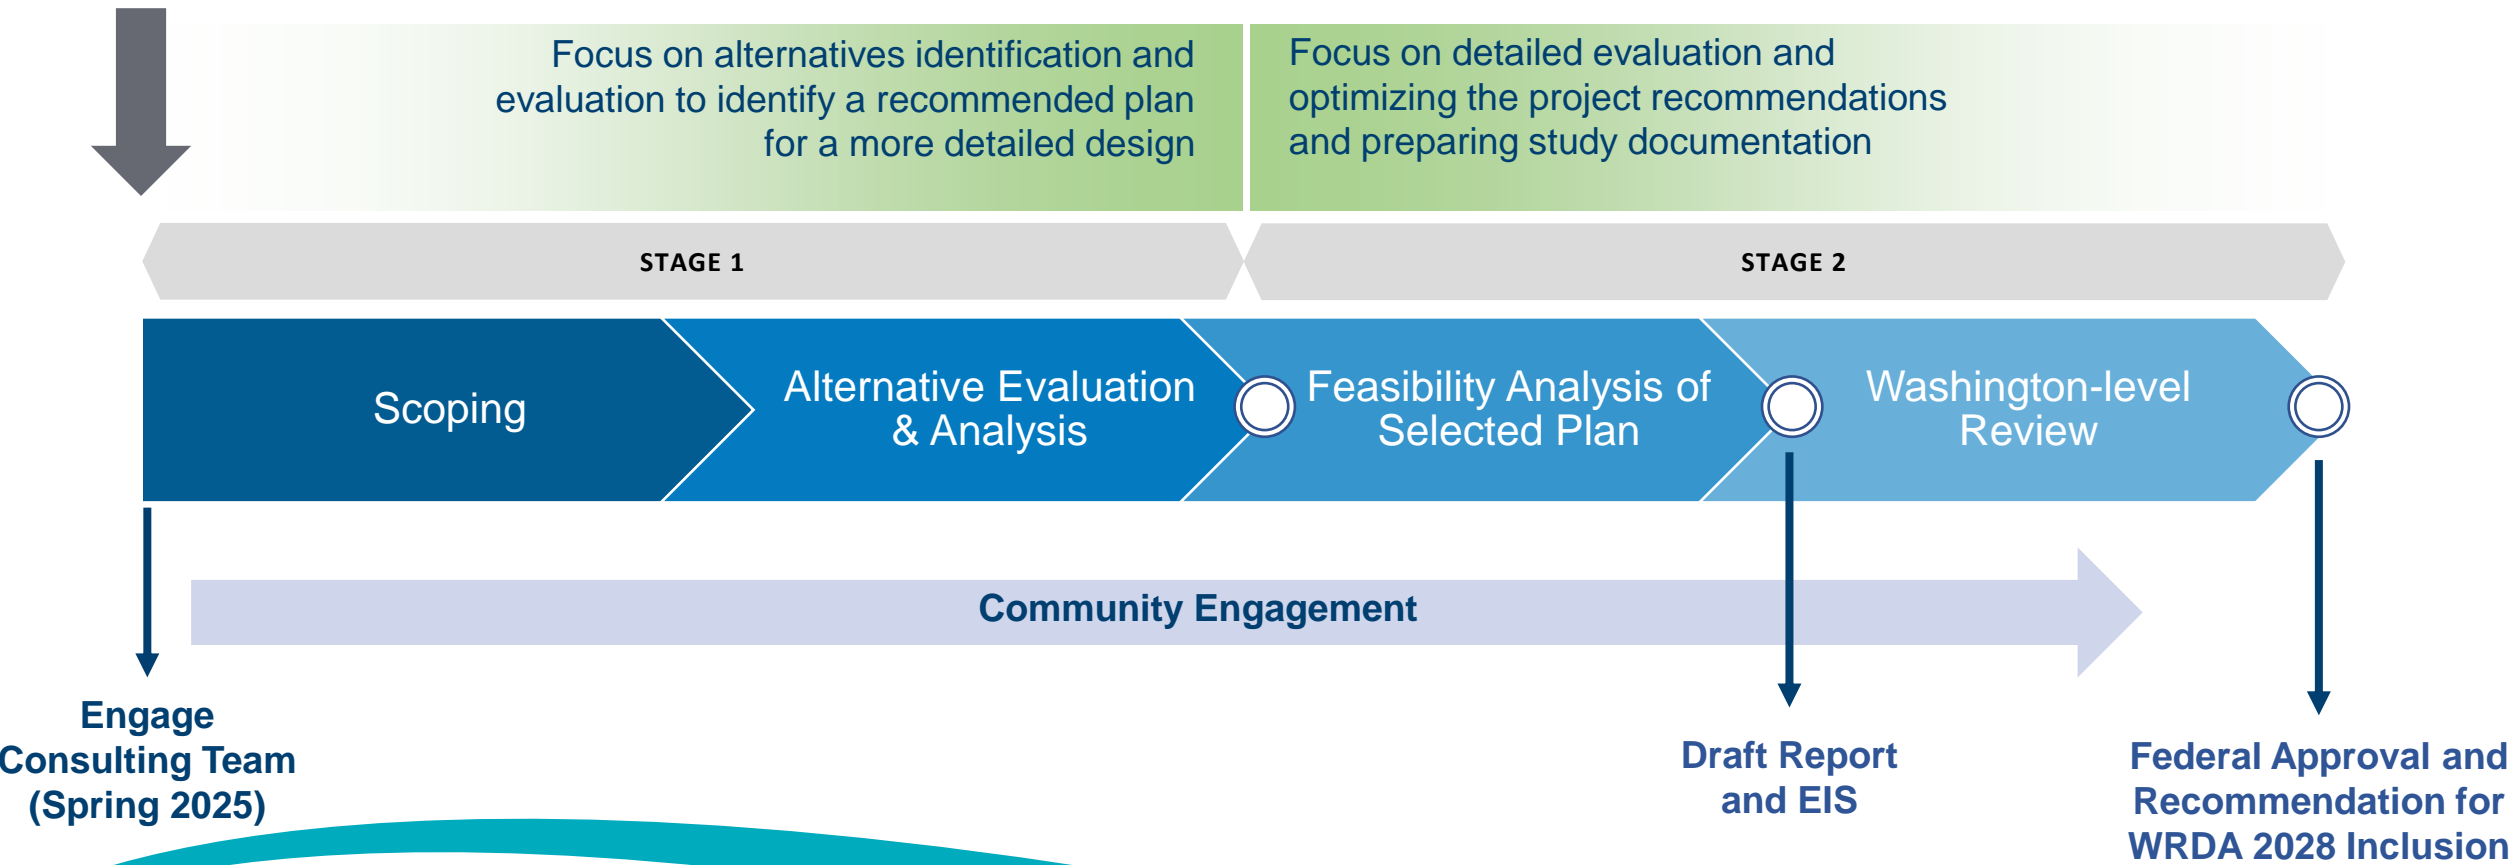 Focus on alternatives identification and
evaluation to identify a recommended plan
for a more detailed design
Focus on detailed evaluation and
optimizing the project recommendations
and preparing study documentation
STAGE 1
STAGE 2
Scoping
Alternative Evaluation
& Analysis
Feasibility Analysis of
Selected Plan
Washington-level
Review
Community Engagement
Engage
Consulting Team
(Spring 2025)
Draft Report
and EIS
Federal Approval and
Recommendation for
WRDA 2028 Inclusion